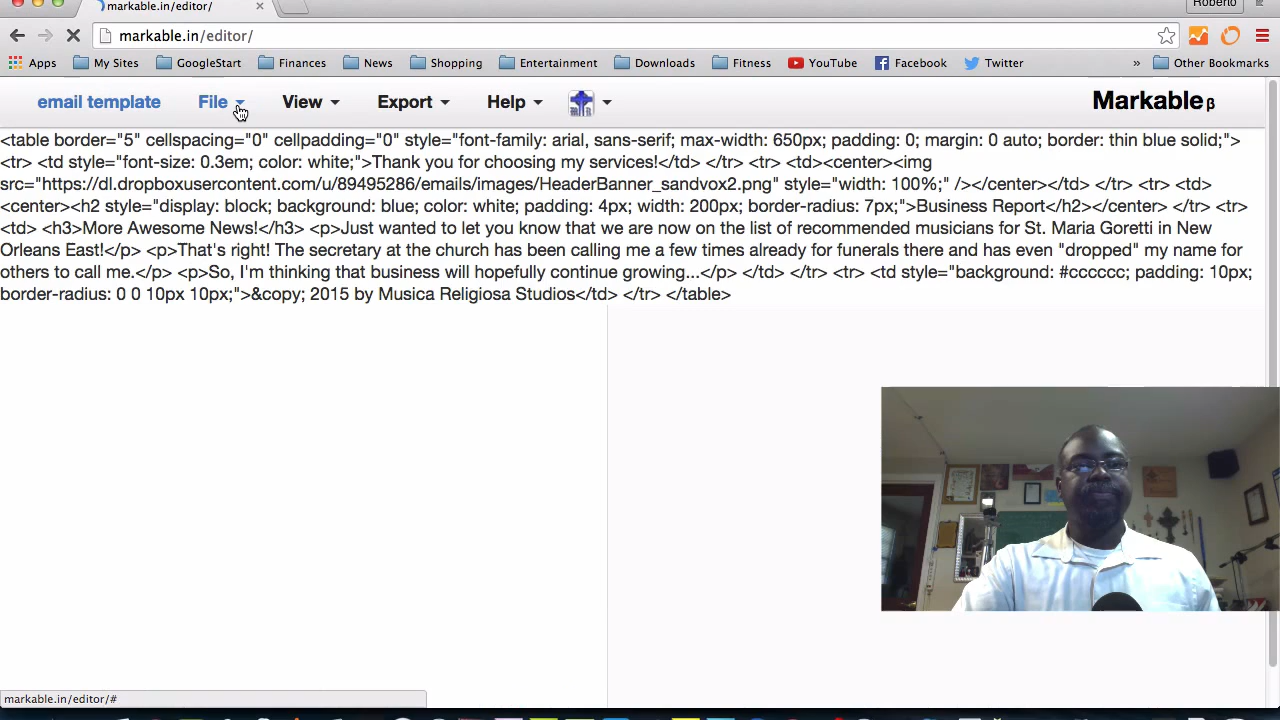 markable.in/editor/
Roberto
markable.in/editor/
Apps My Sites GoogleStart Finances News Shopping Entertainment Downloads Fitness YouTube Facebook Twitter » Other Bookmarks
email template File View Export Help Markable β
<table border="5" cellspacing="0" cellpadding="0" style="font-family: arial, sans-serif; max-width: 650px; padding: 0; margin: 0 auto; border: thin blue solid;">
<tr> <td style="font-size: 0.3em; color: white;">Thank you for choosing my services!</td> </tr> <tr> <td><center><img
src="https://dl.dropboxusercontent.com/u/89495286/emails/images/HeaderBanner_sandvox2.png" style="width: 100%;" /></center></td> </tr> <tr> <td>
<center><h2 style="display: block; background: blue; color: white; padding: 4px; width: 200px; border-radius: 7px;">Business Report</h2></center> </tr> <tr>
<td> <h3>More Awesome News!</h3> <p>Just wanted to let you know that we are now on the list of recommended musicians for St. Maria Goretti in New
Orleans East!</p> <p>That's right! The secretary at the church has been calling me a few times already for funerals there and has even "dropped" my name for
others to call me.</p> <p>So, I'm thinking that business will hopefully continue growing...</p> </td> </tr> <tr> <td style="background: #cccccc; padding: 10px;
border-radius: 0 0 10px 10px;">&copy; 2015 by Musica Religiosa Studios</td> </tr> </table>
markable.in/editor/#